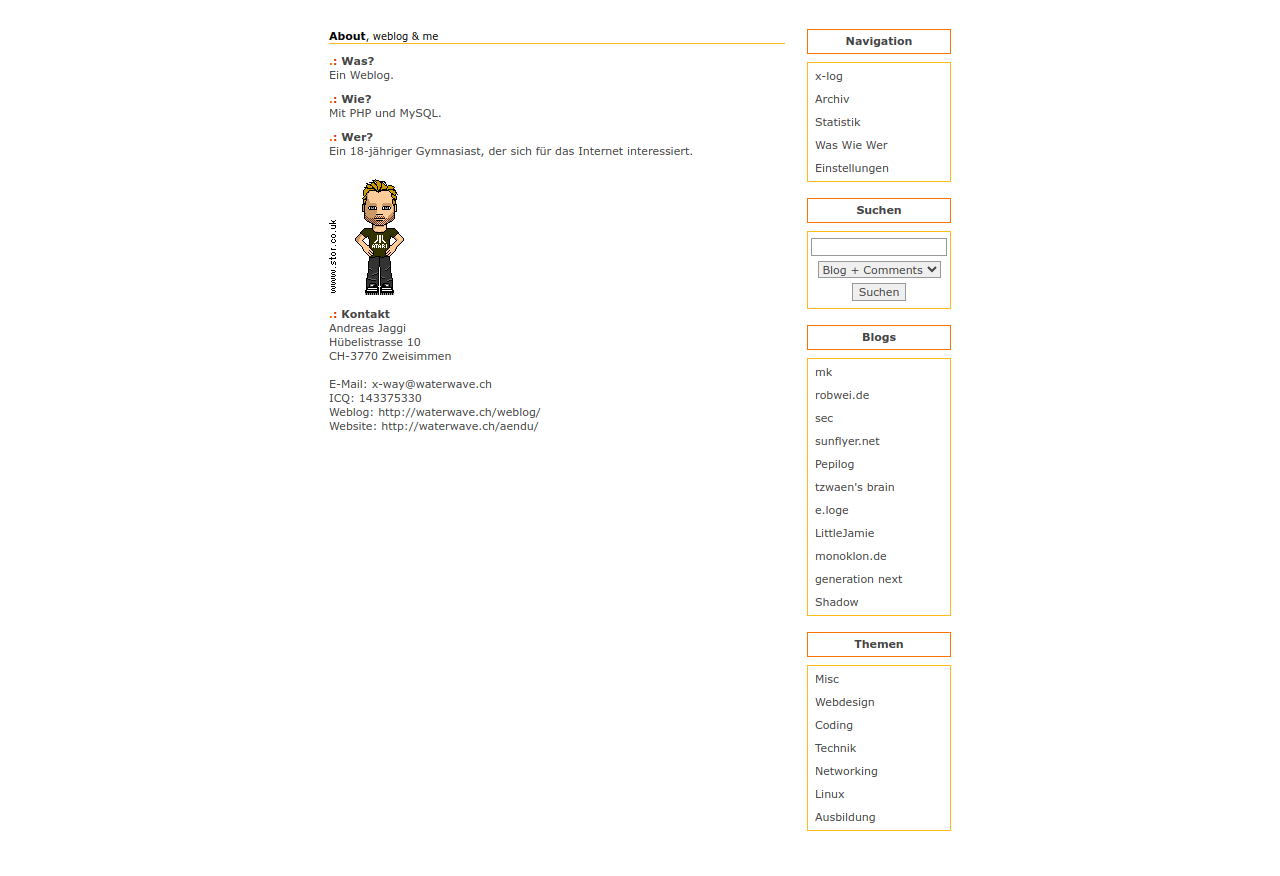 About, weblog & me
.: Was?
Ein Weblog.
.: Wie?
Mit PHP und MySQL.
.: Wer?
Ein 18-jähriger Gymnasiast, der sich für das Internet interessiert.
www.stor.co.uk
ATARI
.: Kontakt
Andreas Jaggi
Hübelistrasse 10
CH-3770 Zweisimmen
E-Mail: x-way@waterwave.ch
ICQ: 143375330
Weblog: http://waterwave.ch/weblog/
Website: http://waterwave.ch/aendu/
Navigation
x-log
Archiv
Statistik
Was Wie Wer
Einstellungen
Suchen
Blog + Comments
Suchen
Blogs
mk
robwei.de
sec
sunflyer.net
Pepilog
tzwaen's brain
e.loge
LittleJamie
monoklon.de
generation next
Shadow
Themen
Misc
Webdesign
Coding
Technik
Networking
Linux
Ausbildung